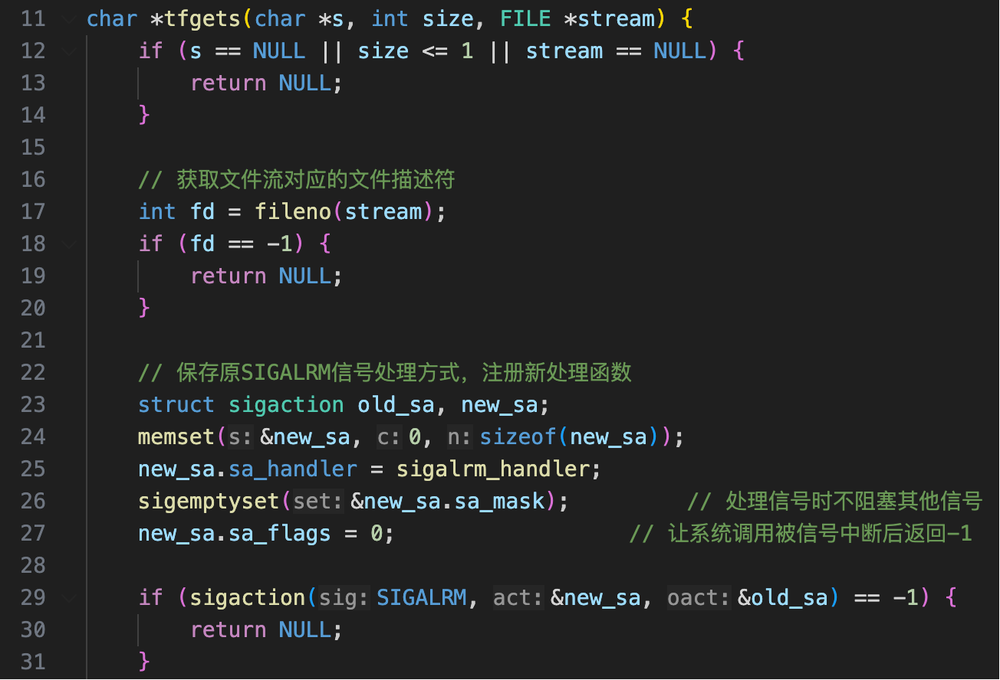 11 char *tfgets(char *s, int size, FILE *stream) {
12 if (s == NULL || size <= 1 || stream == NULL) {
13 return NULL;
14 }
15
16 // 获取文件流对应的文件描述符
17 int fd = fileno(stream);
18 if (fd == -1) {
19 return NULL;
20 }
21
22 // 保存原SIGALRM信号处理方式，注册新处理函数
23 struct sigaction old_sa, new_sa;
24 memset(s: &new_sa, c: 0, n: sizeof(new_sa));
25 new_sa.sa_handler = sigalrm_handler;
26 sigemptyset(set: &new_sa.sa_mask); // 处理信号时不阻塞其他信号
27 new_sa.sa_flags = 0; // 让系统调用被信号中断后返回-1
28
29 if (sigaction(sig: SIGALRM, act: &new_sa, oact: &old_sa) == -1) {
30 return NULL;
31 }